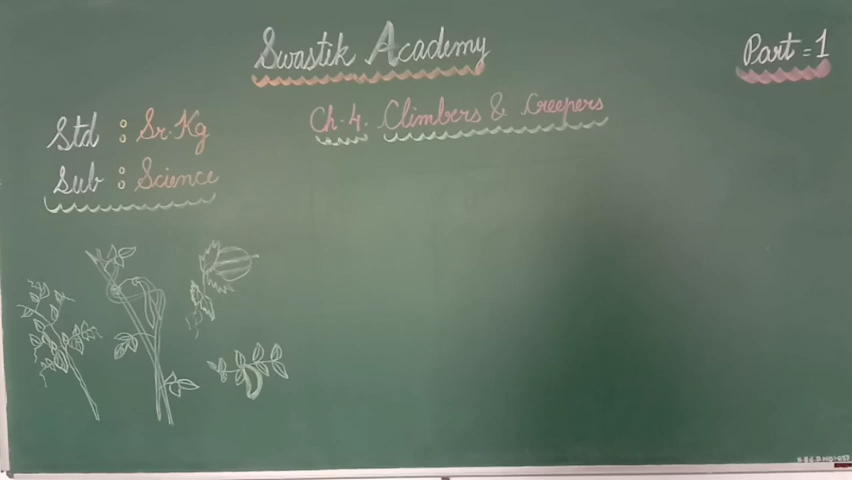 Swastik Academy
Part = 1
Ch-4. Climbers & Creepers
Std : Sr.Kg
Sub : Science